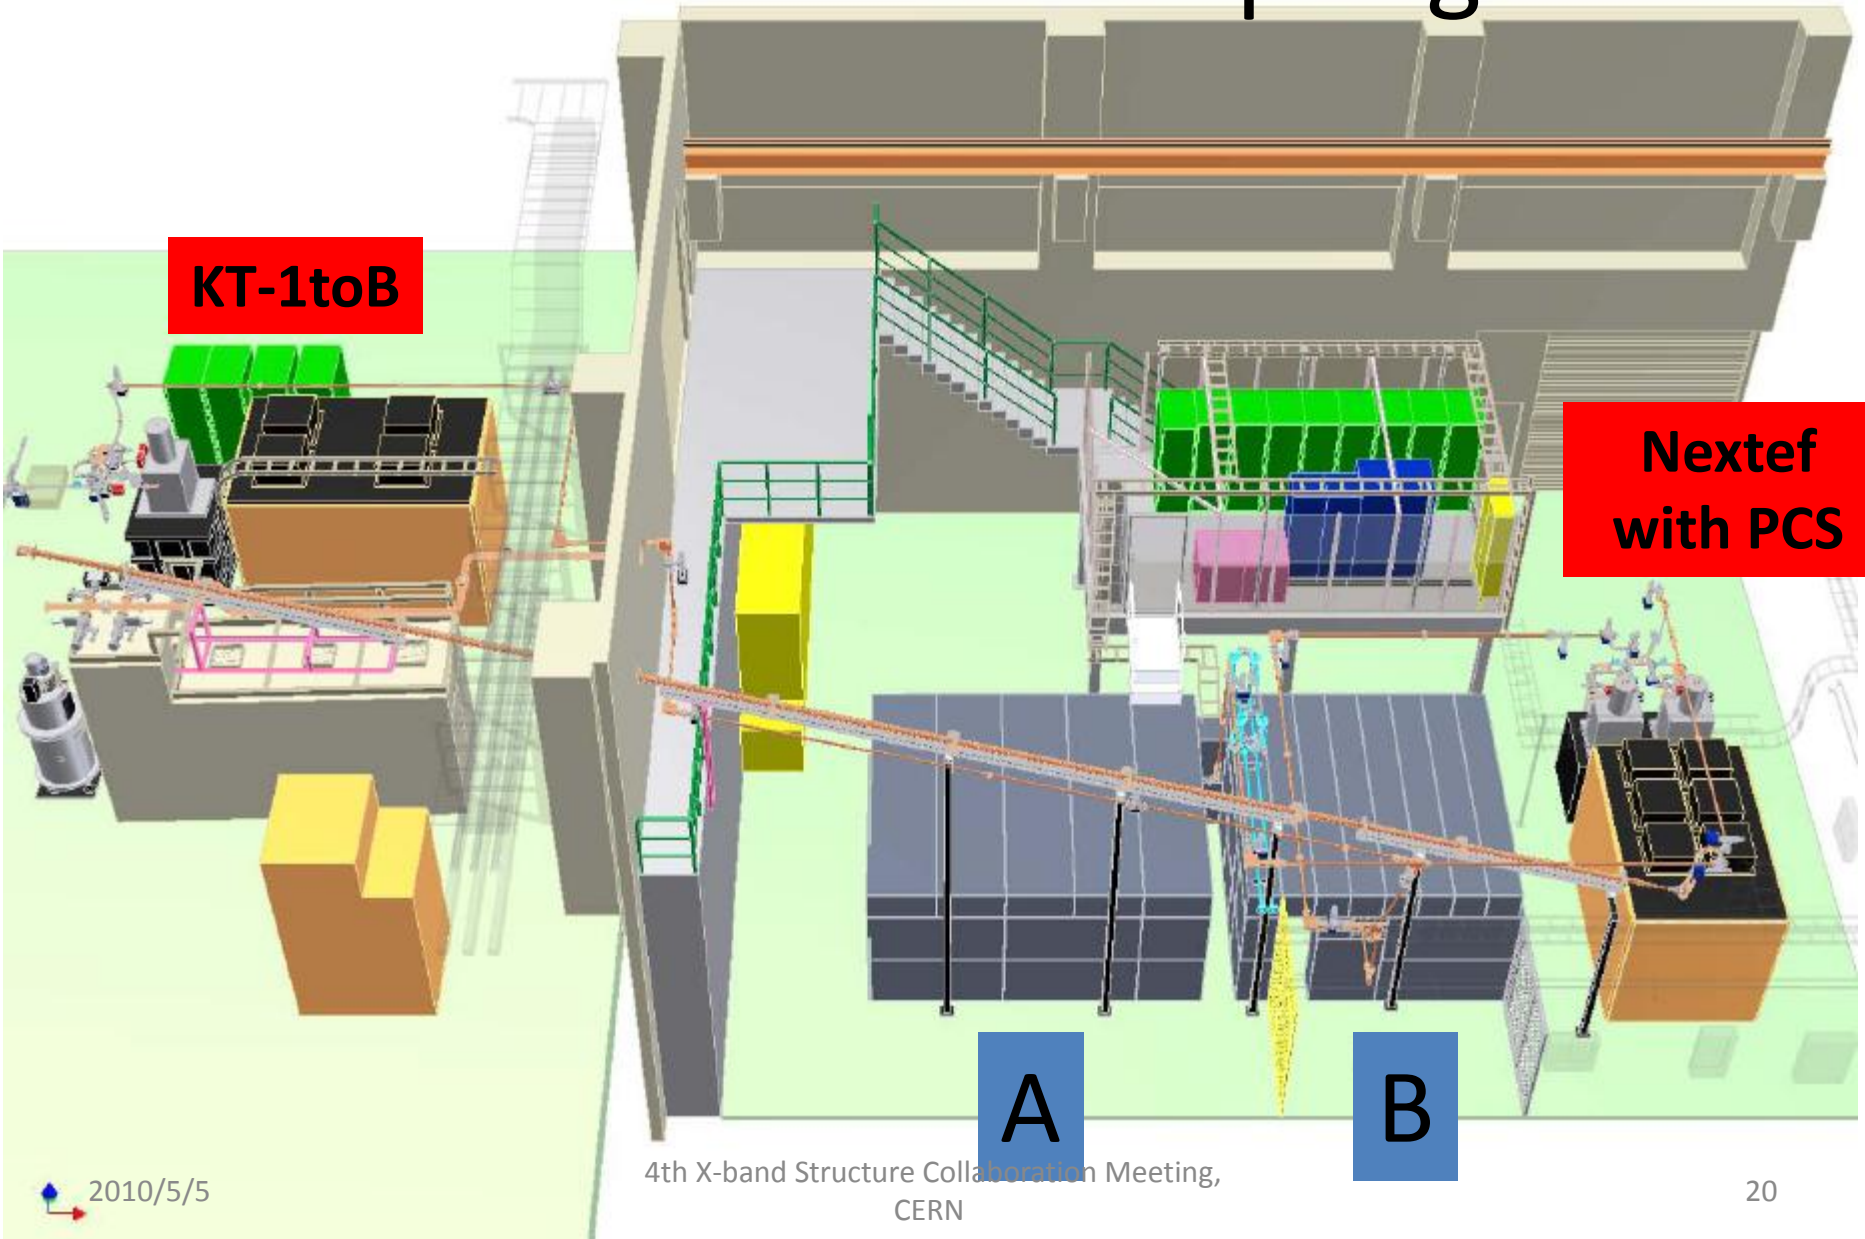 KT-1toB
Nextef
with PCS
A
B
2010/5/5
4th X-band Structure Collaboration Meeting,
CERN
20